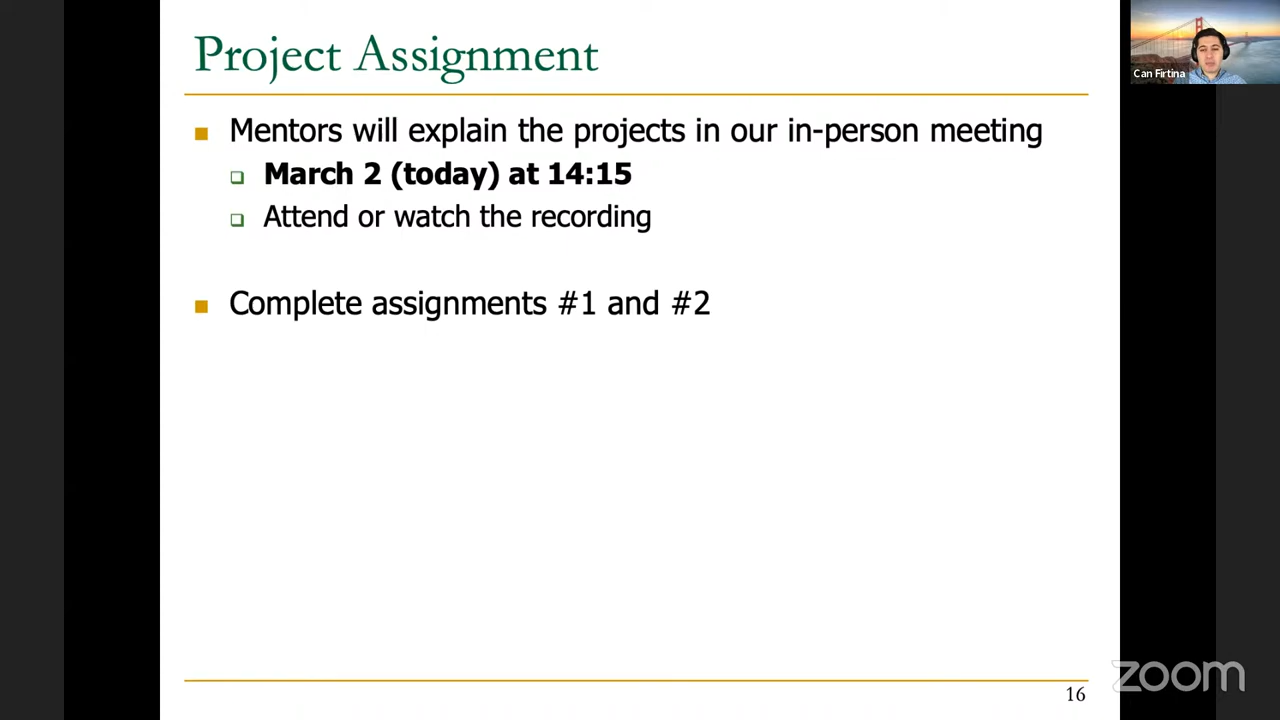 Project Assignment
Can Firtina
Mentors will explain the projects in our in-person meeting
March 2 (today) at 14:15
Attend or watch the recording
Complete assignments #1 and #2
zoom
16